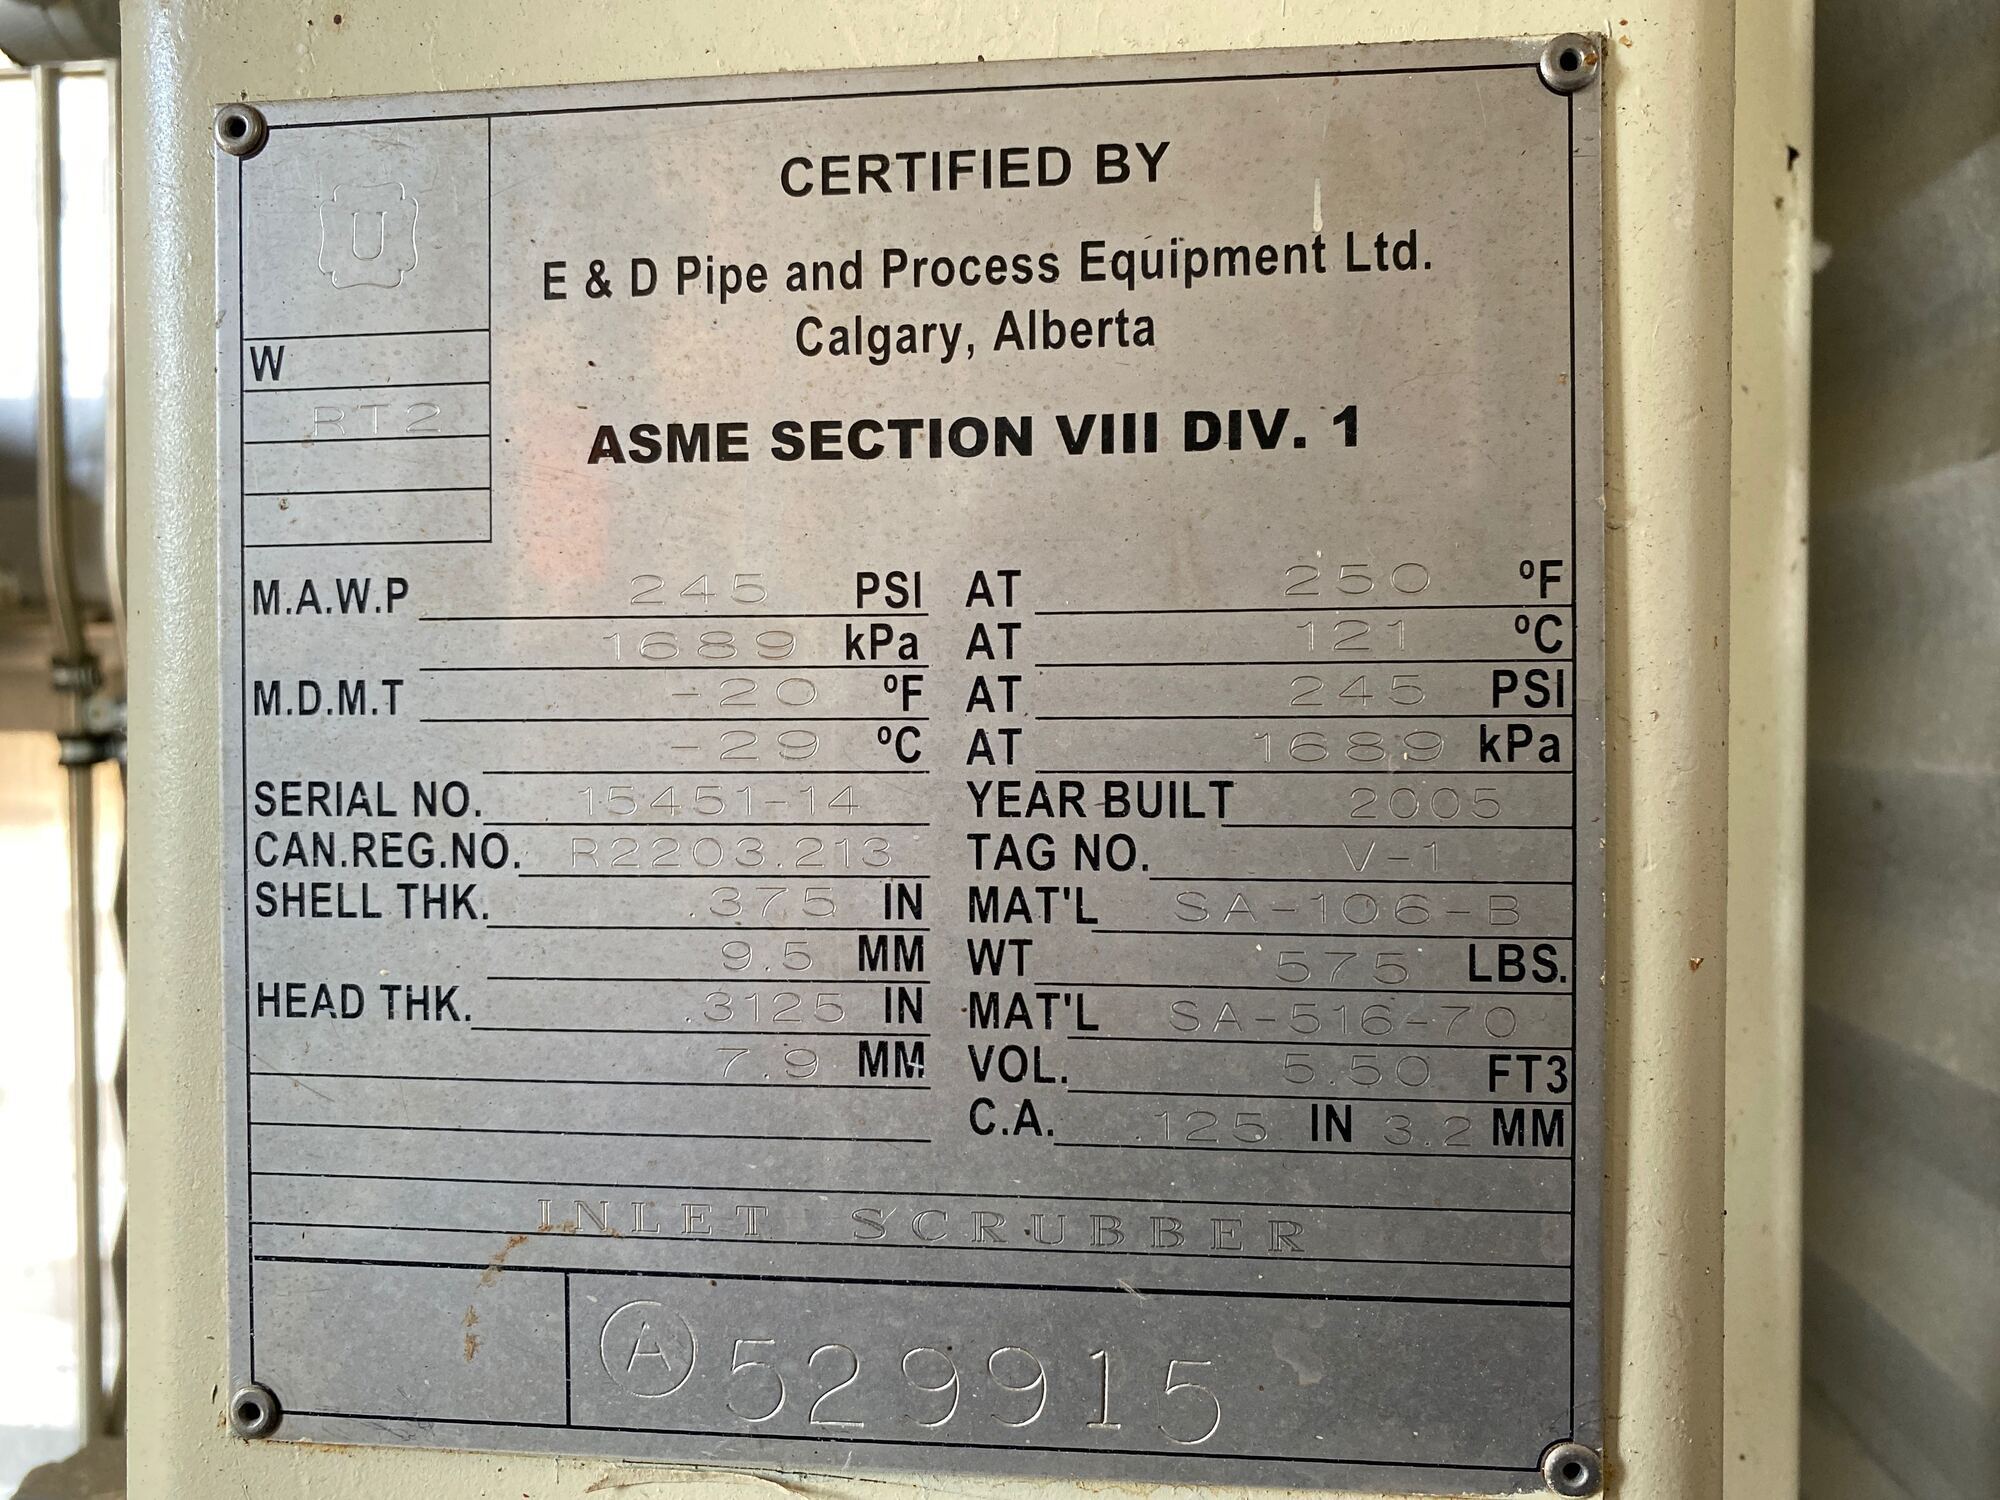 U
CERTIFIED BY
E & D Pipe and Process Equipment Ltd.
Calgary, Alberta
W
RT2
ASME SECTION VIII DIV. 1
M.A.W.P 245 PSI AT 250 ºF
1689 kPa AT 121 ºC
M.D.M.T -20 ºF AT 245 PSI
-29 ºC AT 1689 kPa
SERIAL NO. 15451-14 YEAR BUILT 2005
CAN.REG.NO. R2203.213 TAG NO. V-1
SHELL THK. .375 IN MAT'L SA-106-B
9.5 MM WT 575 LBS.
HEAD THK. .3125 IN MAT'L SA-516-70
7.9 MM VOL. 5.50 FT3
C.A. .125 IN 3.2 MM
INLET SCRUBBER
A 529915